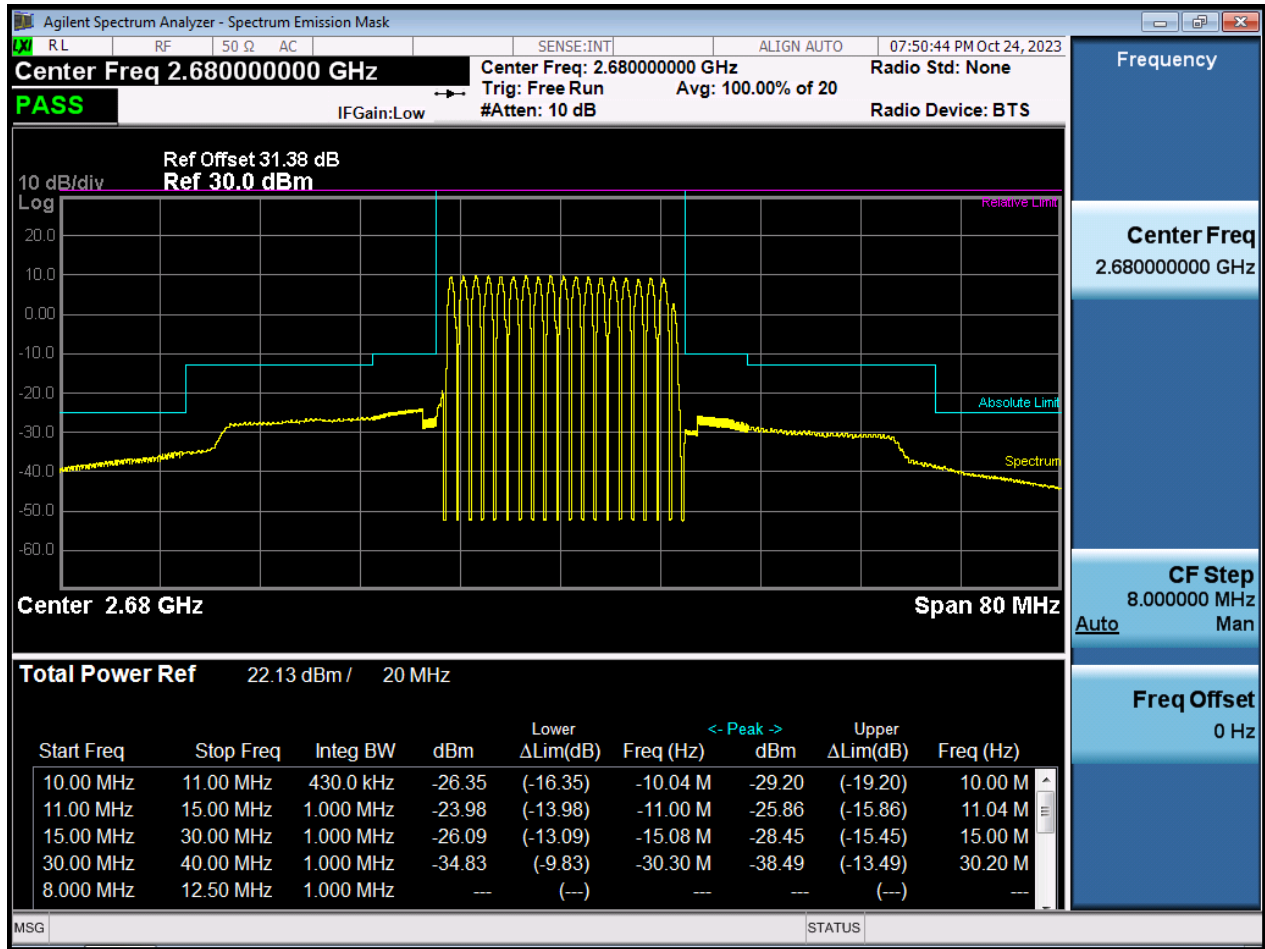 Agilent Spectrum Analyzer - Spectrum Emission Mask
LXI RL RF 50 Ω AC SENSE:INT ALIGN AUTO 07:50:44 PM Oct 24, 2023
Center Freq 2.680000000 GHz
PASS
IFGain:Low
Center Freq: 2.680000000 GHz
Trig: Free Run Avg: 100.00% of 20
#Atten: 10 dB
Radio Std: None
Radio Device: BTS
Ref Offset 31.38 dB
10 dB/div Ref 30.0 dBm
Log
Relative Limit
20.0
10.0
0.00
-10.0
-20.0
Absolute Limit
-30.0
Spectrum
-40.0
-50.0
-60.0
Center 2.68 GHz Span 80 MHz
Total Power Ref 22.13 dBm / 20 MHz
Lower <- Peak -> Upper
Start Freq Stop Freq Integ BW dBm ΔLim(dB) Freq (Hz) dBm ΔLim(dB) Freq (Hz)
10.00 MHz 11.00 MHz 430.0 kHz -26.35 (-16.35) -10.04 M -29.20 (-19.20) 10.00 M
11.00 MHz 15.00 MHz 1.000 MHz -23.98 (-13.98) -11.00 M -25.86 (-15.86) 11.04 M
15.00 MHz 30.00 MHz 1.000 MHz -26.09 (-13.09) -15.08 M -28.45 (-15.45) 15.00 M
30.00 MHz 40.00 MHz 1.000 MHz -34.83 (-9.83) -30.30 M -38.49 (-13.49) 30.20 M
8.000 MHz 12.50 MHz 1.000 MHz --- (---) --- --- (---) ---
MSG STATUS
Frequency
Center Freq
2.680000000 GHz
CF Step
8.000000 MHz
Auto Man
Freq Offset
0 Hz